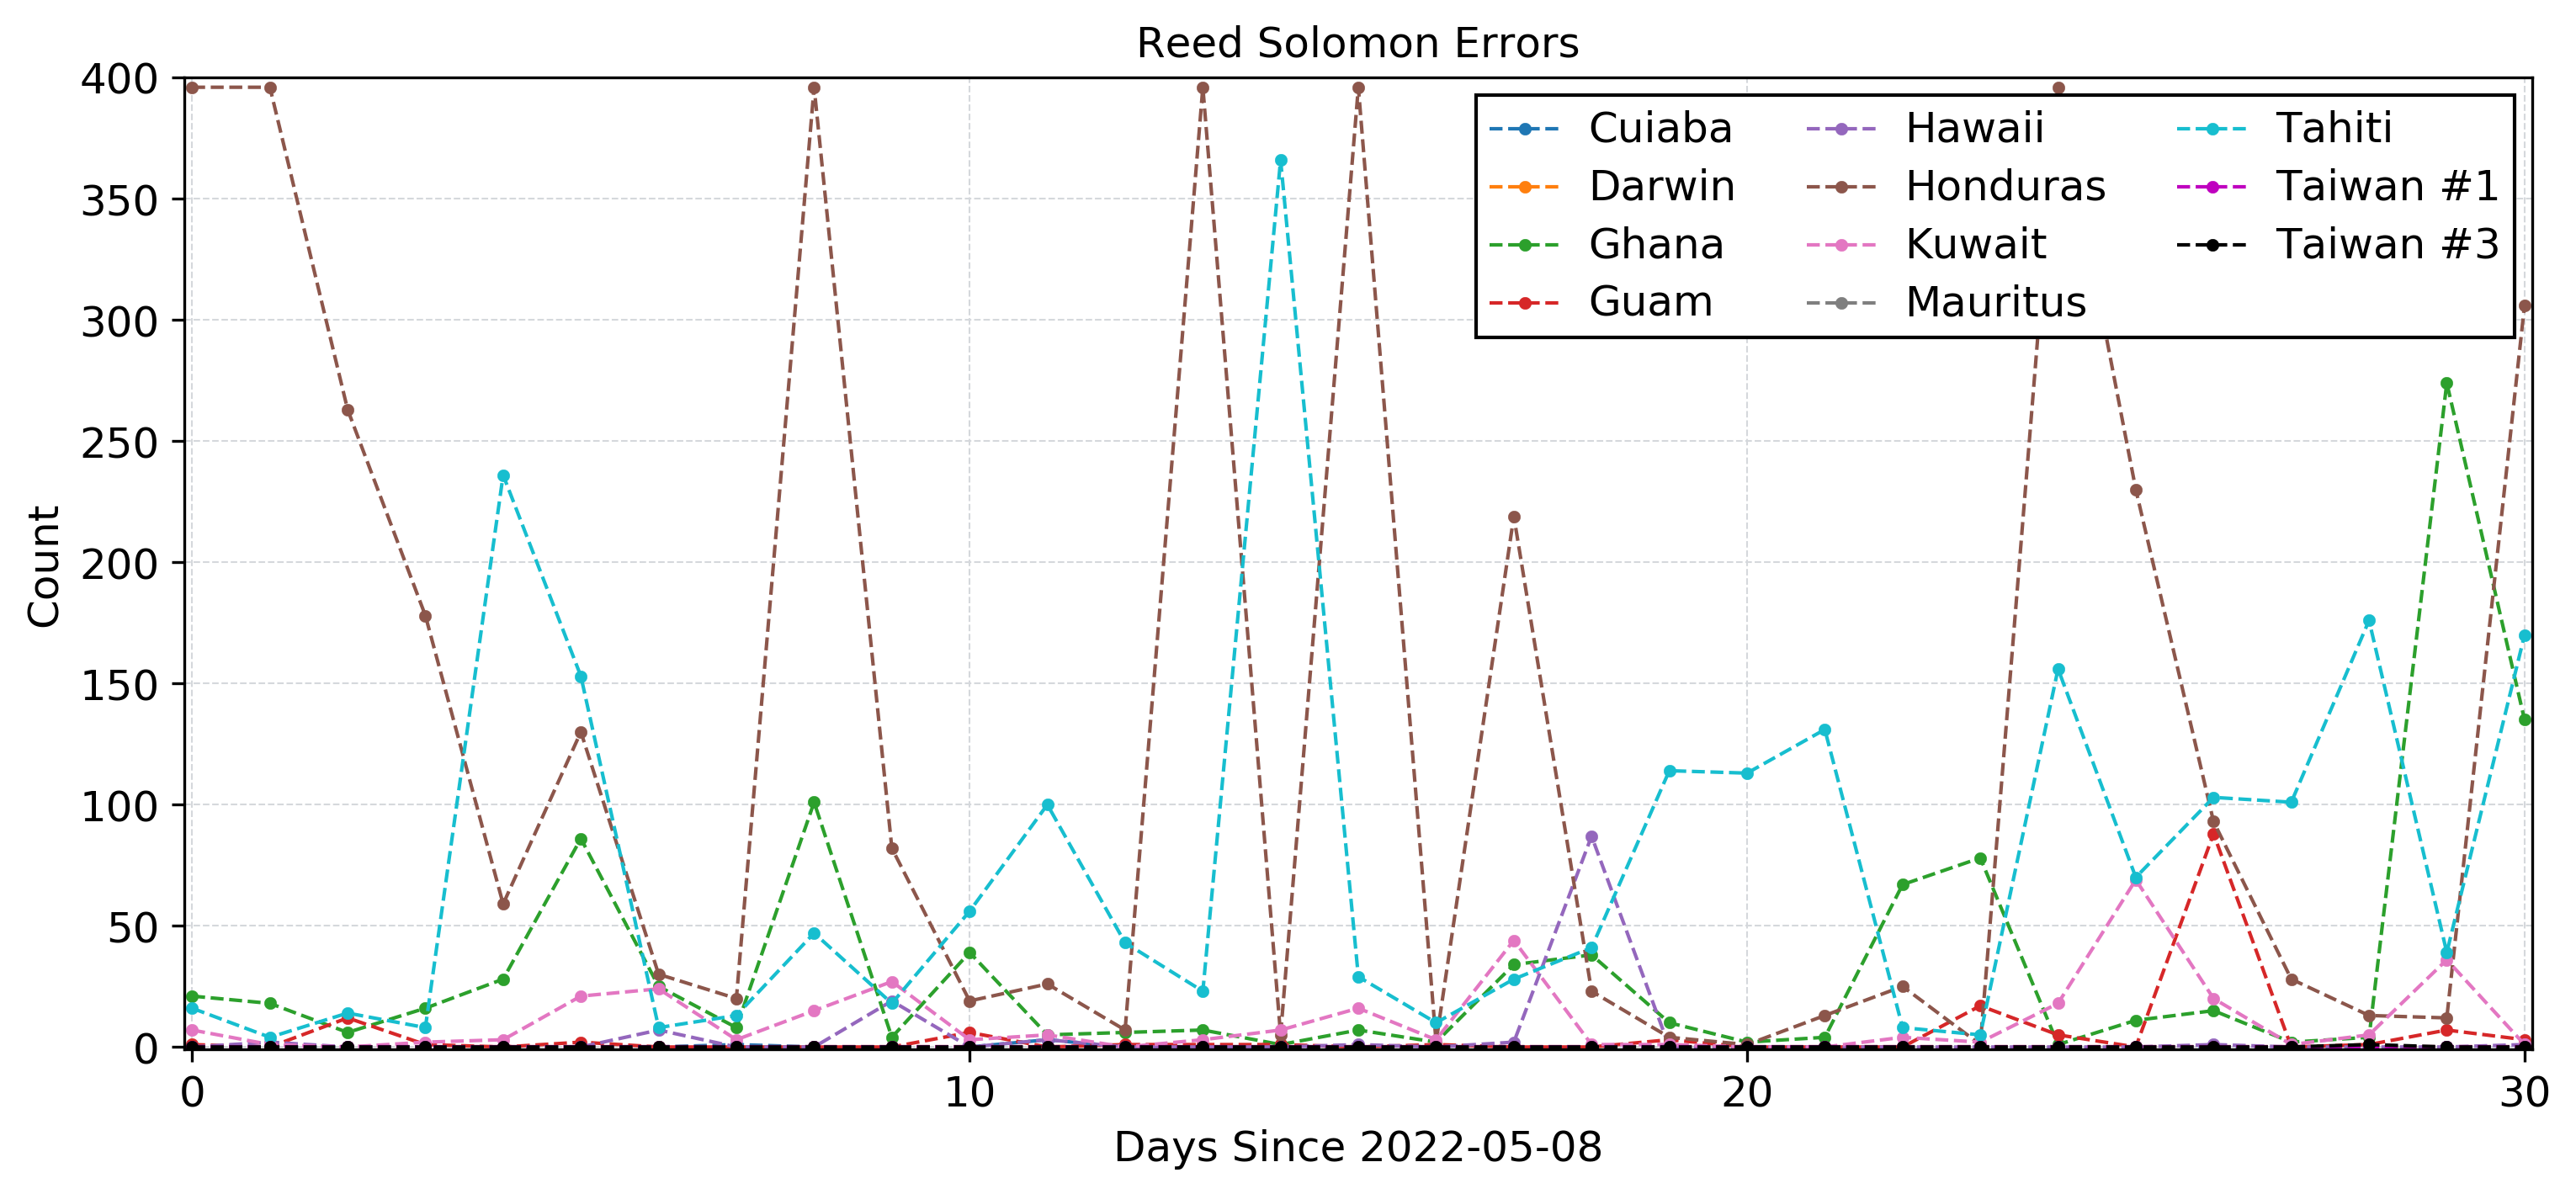 Reed Solomon Errors
400
350
300
250
200
150
100
50
0
Count
Cuiaba
Darwin
Ghana
Guam
Hawaii
Honduras
Kuwait
Mauritus
Tahiti
Taiwan #1
Taiwan #3
0 10 20 30
Days Since 2022-05-08